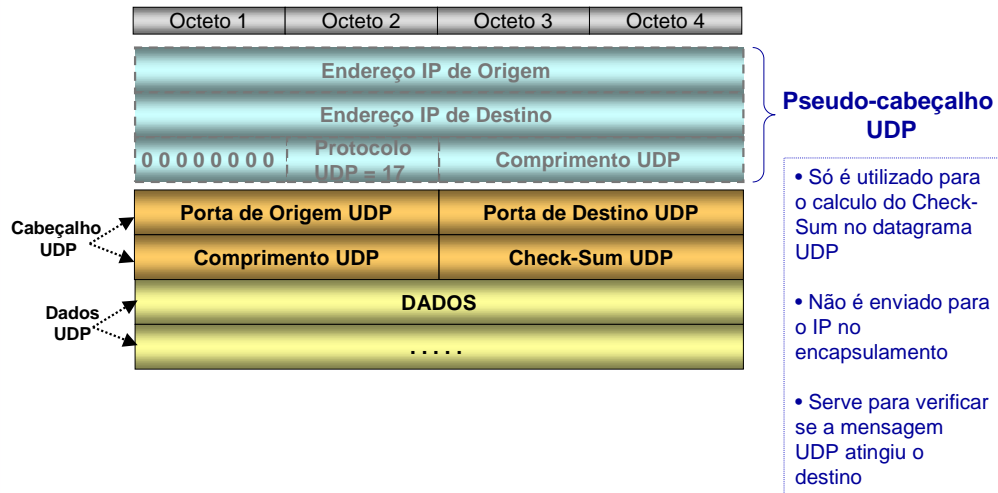 Octeto 1 Octeto 2 Octeto 3 Octeto 4
Endereço IP de Origem
Endereço IP de Destino
0 0 0 0 0 0 0 0
Protocolo
UDP = 17
Comprimento UDP
Pseudo-cabeçalho
UDP
Cabeçalho
UDP
Porta de Origem UDP Porta de Destino UDP
Comprimento UDP Check-Sum UDP
Dados
UDP
DADOS
. . . . .
• Só é utilizado para
o calculo do Check-
Sum no datagrama
UDP
• Não é enviado para
o IP no
encapsulamento
• Serve para verificar
se a mensagem
UDP atingiu o
destino